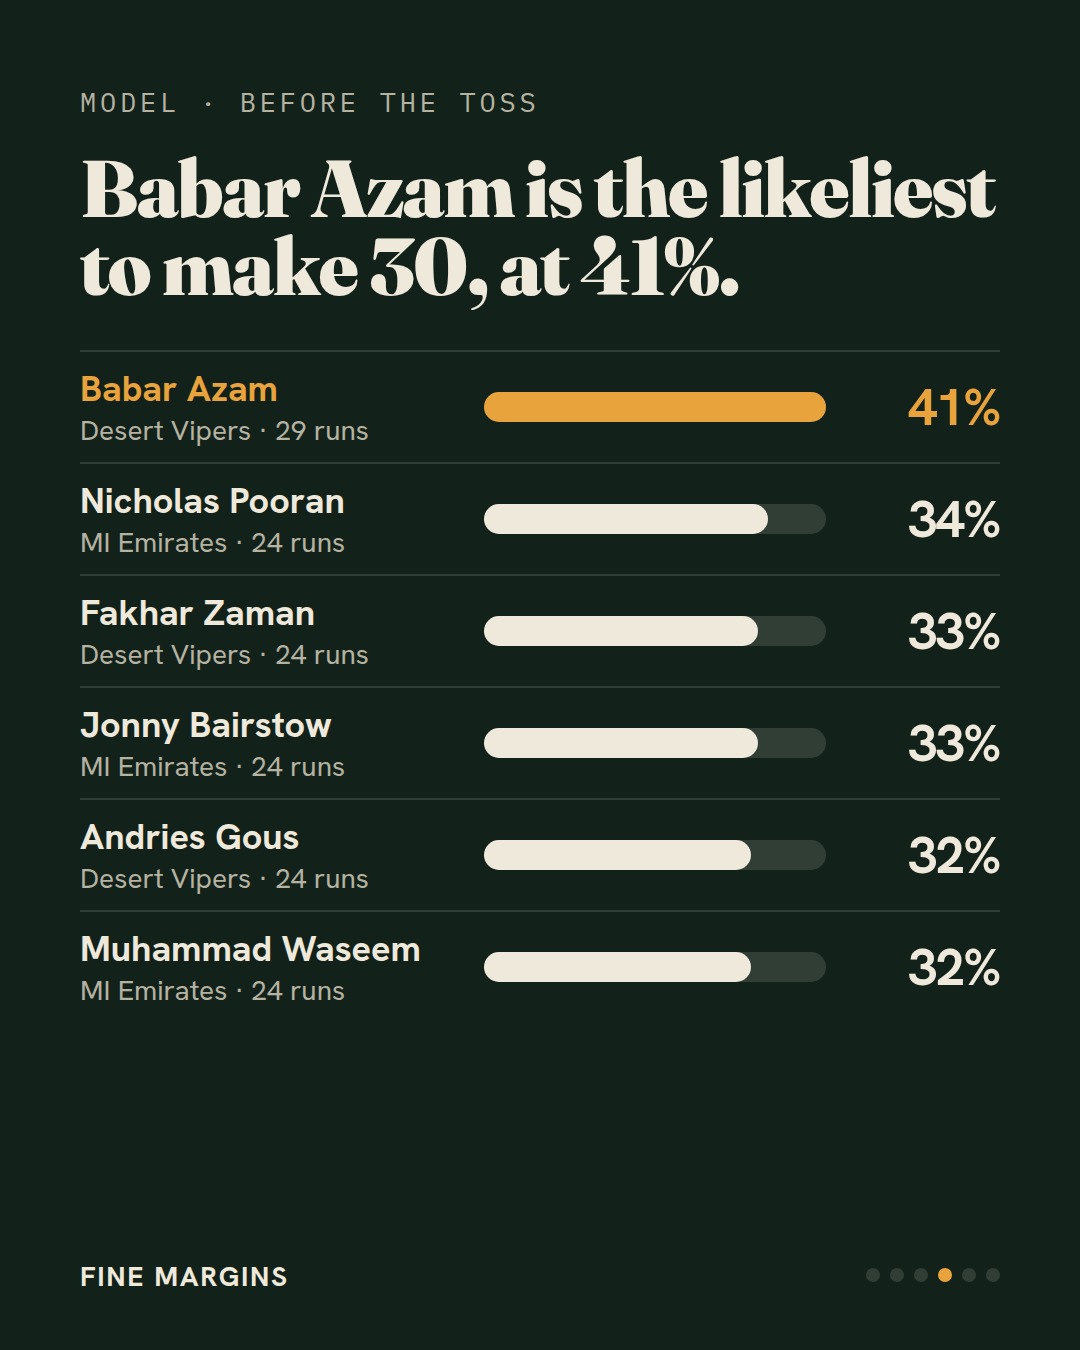 MODEL · BEFORE THE TOSS
Babar Azam is the likeliest
to make 30, at 41%.
Babar Azam
Desert Vipers · 29 runs
41%
Nicholas Pooran
MI Emirates · 24 runs
34%
Fakhar Zaman
Desert Vipers · 24 runs
33%
Jonny Bairstow
MI Emirates · 24 runs
33%
Andries Gous
Desert Vipers · 24 runs
32%
Muhammad Waseem
MI Emirates · 24 runs
32%
FINE MARGINS